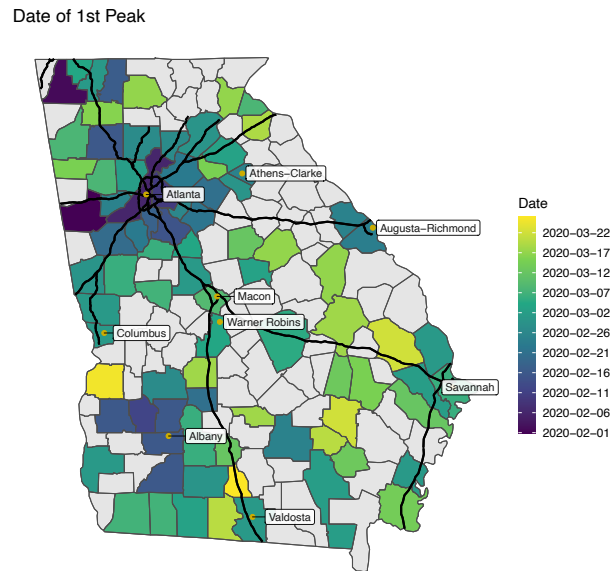 Date of 1st Peak
Athens−Clarke
Atlanta
Date
Augusta−Richmond
2020−03−22
2020−03−17
2020−03−12
2020−03−07
2020−03−02
2020−02−26
2020−02−21
2020−02−16
2020−02−11
2020−02−06
2020−02−01
Macon
Warner Robins
Columbus
Savannah
Albany
Valdosta